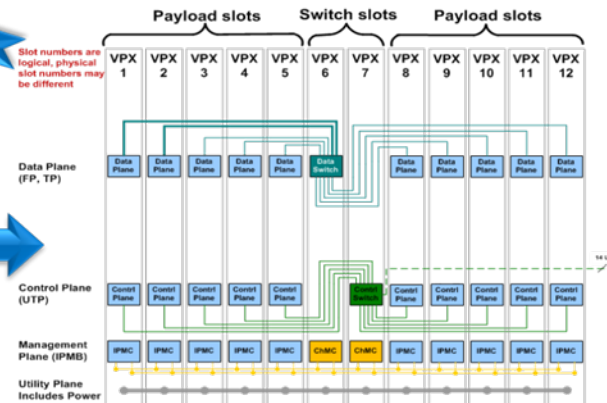 Payload slots
Switch slots
Payload slots
Slot numbers are
logical, physical
slot numbers may
be different
VPX 1
VPX 2
VPX 3
VPX 4
VPX 5
VPX 6
VPX 7
VPX 8
VPX 9
VPX 10
VPX 11
VPX 12
Data Plane
(FP, TP)
Data Plane
Data Plane
Data Plane
Data Plane
Data Plane
Data Switch
Data Plane
Data Plane
Data Plane
Data Plane
Data Plane
14
Control Plane
(UTP)
Contrl Plane
Contrl Plane
Contrl Plane
Contrl Plane
Contrl Plane
Contrl Switch
Contrl Plane
Contrl Plane
Contrl Plane
Contrl Plane
Contrl Plane
Management
Plane (IPMB)
IPMC
IPMC
IPMC
IPMC
IPMC
ChMC
ChMC
IPMC
IPMC
IPMC
IPMC
IPMC
Utility Plane
Includes Power